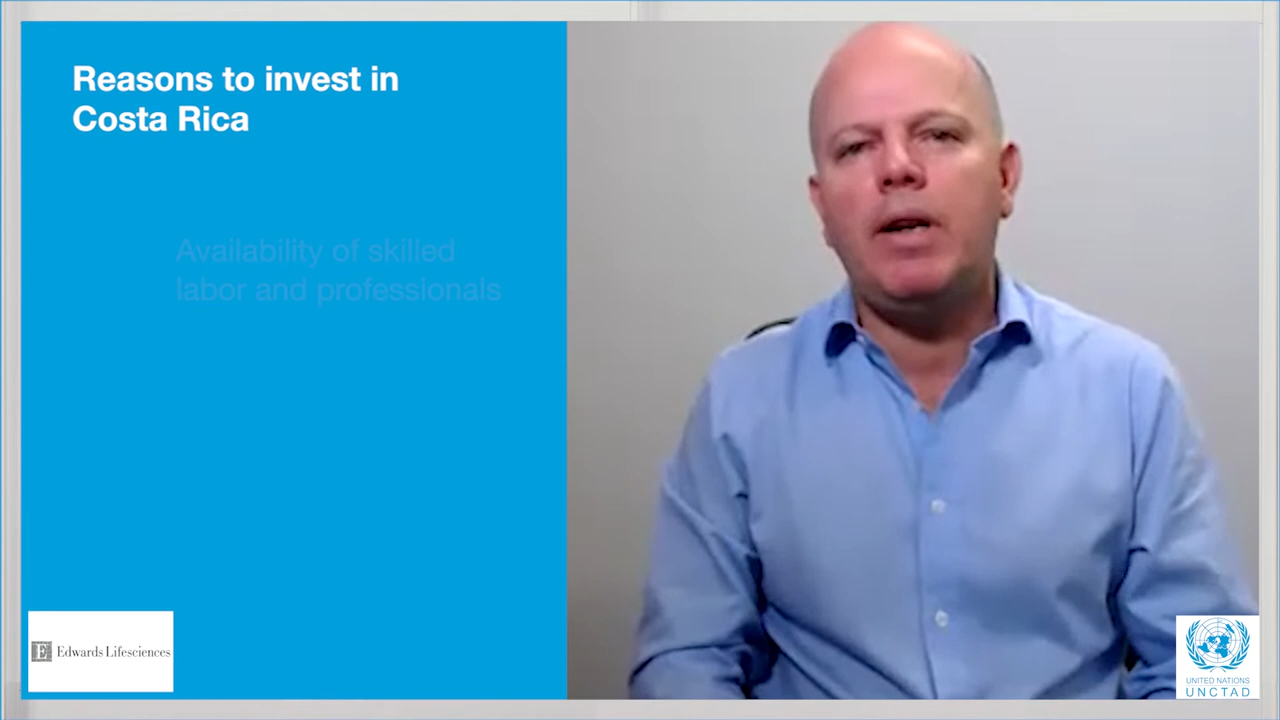 Reasons to invest in
Costa Rica
Availability of skilled
labor and professionals
E Edwards Lifesciences
UNITED NATIONS
UNCTAD